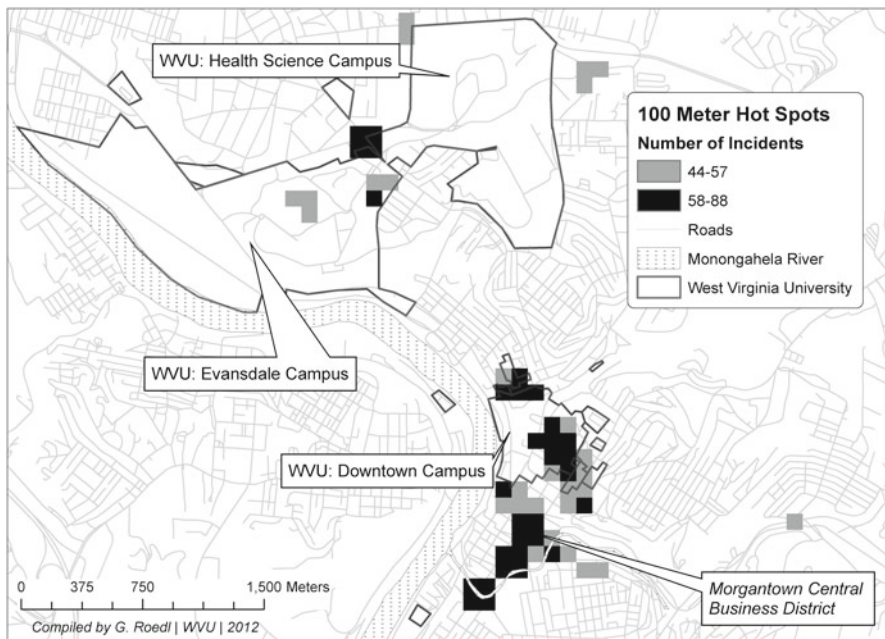 WVU: Health Science Campus
100 Meter Hot Spots
Number of Incidents
44-57
58-88
Roads
Monongahela River
West Virginia University
WVU: Evansdale Campus
WVU: Downtown Campus
0 375 750 1,500 Meters
Morgantown Central
Business District
Compiled by G. Roedl | WVU | 2012